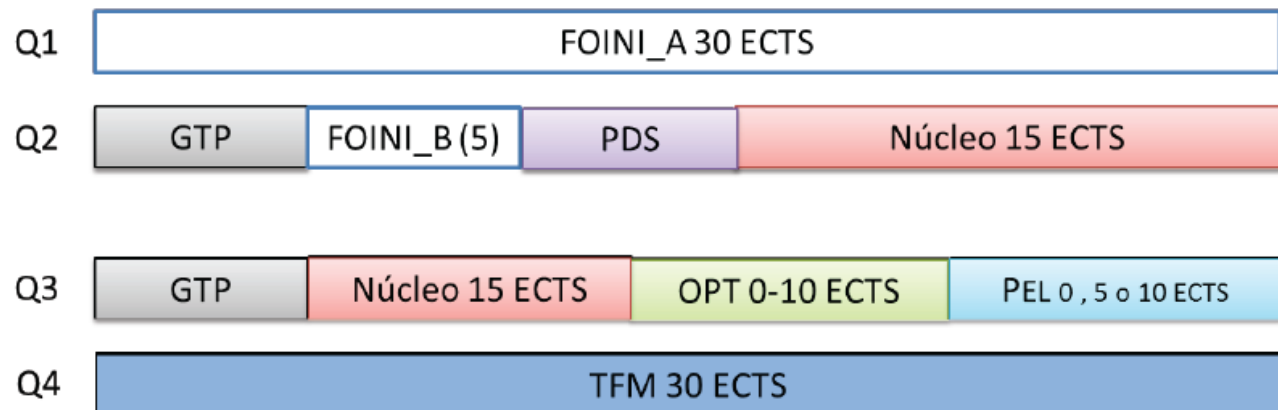 Q1 FOINI_A 30 ECTS
Q2 GTP FOINI_B (5) PDS Núcleo 15 ECTS
Q3 GTP Núcleo 15 ECTS OPT 0-10 ECTS PEL 0 , 5 o 10 ECTS
Q4 TFM 30 ECTS